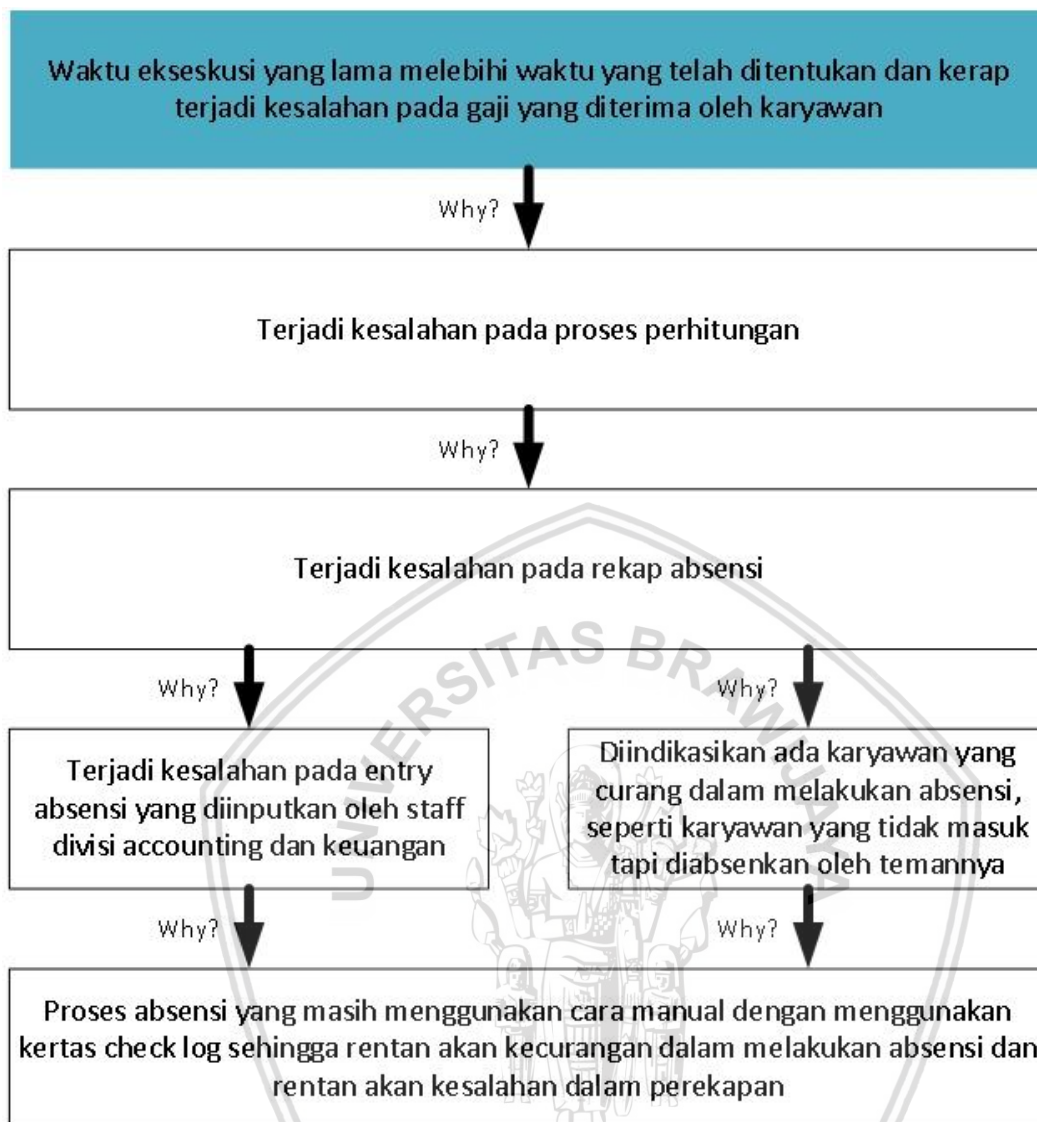 Waktu ekseskusi yang lama melebihi waktu yang telah ditentukan dan kerap
terjadi kesalahan pada gaji yang diterima oleh karyawan
Why?
Terjadi kesalahan pada proses perhitungan
Why?
Terjadi kesalahan pada rekap absensi
UNIVERSITAS BRAWIJAYA
Why?
Why?
Terjadi kesalahan pada entry
absensi yang diinputkan oleh staff
divisi accounting dan keuangan
Diindikasikan ada karyawan yang
curang dalam melakukan absensi,
seperti karyawan yang tidak masuk
tapi diabsenkan oleh temannya
Why?
Why?
Proses absensi yang masih menggunakan cara manual dengan menggunakan
kertas check log sehingga rentan akan kecurangan dalam melakukan absensi dan
rentan akan kesalahan dalam perekapan